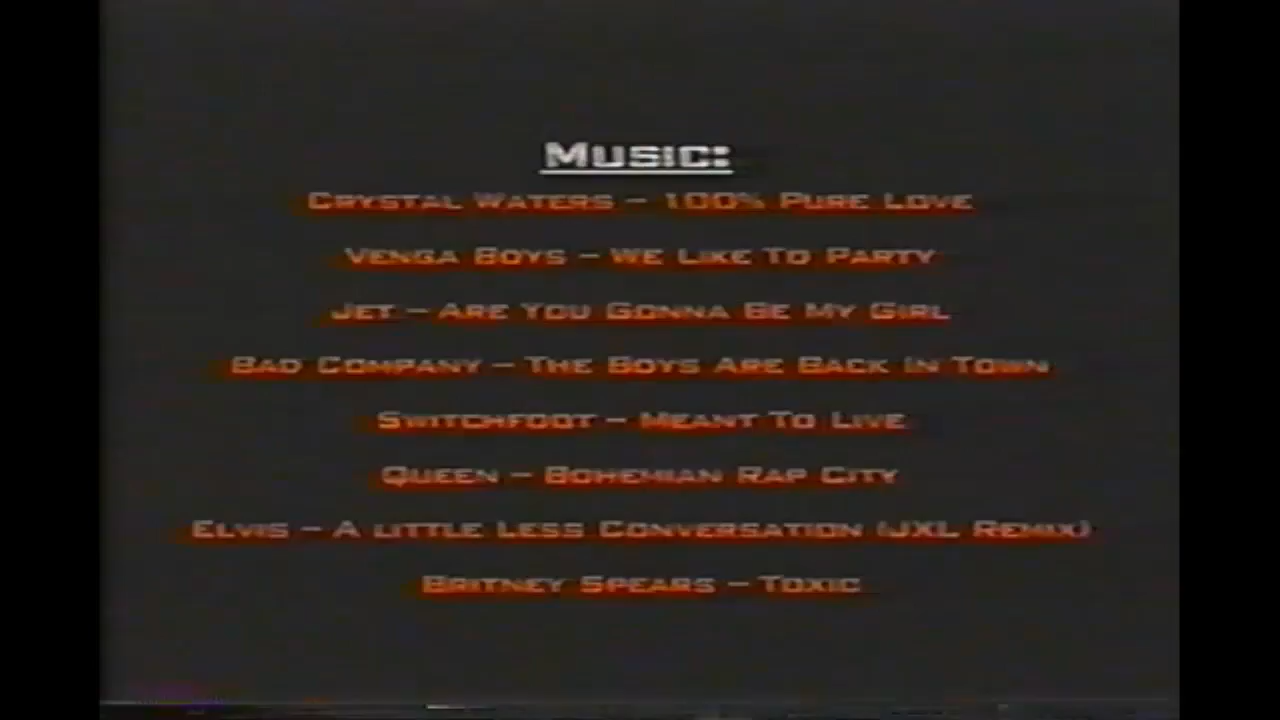 Music:
Crystal Waters – 100% Pure Love
Venga Boys – We Like To Party
Jet – Are You Gonna Be My Girl
Bad Company – The Boys Are Back In Town
Switchfoot – Meant To Live
Queen – Bohemian Rap City
Elvis – A Little Less Conversation (JXL Remix)
Britney Spears – Toxic